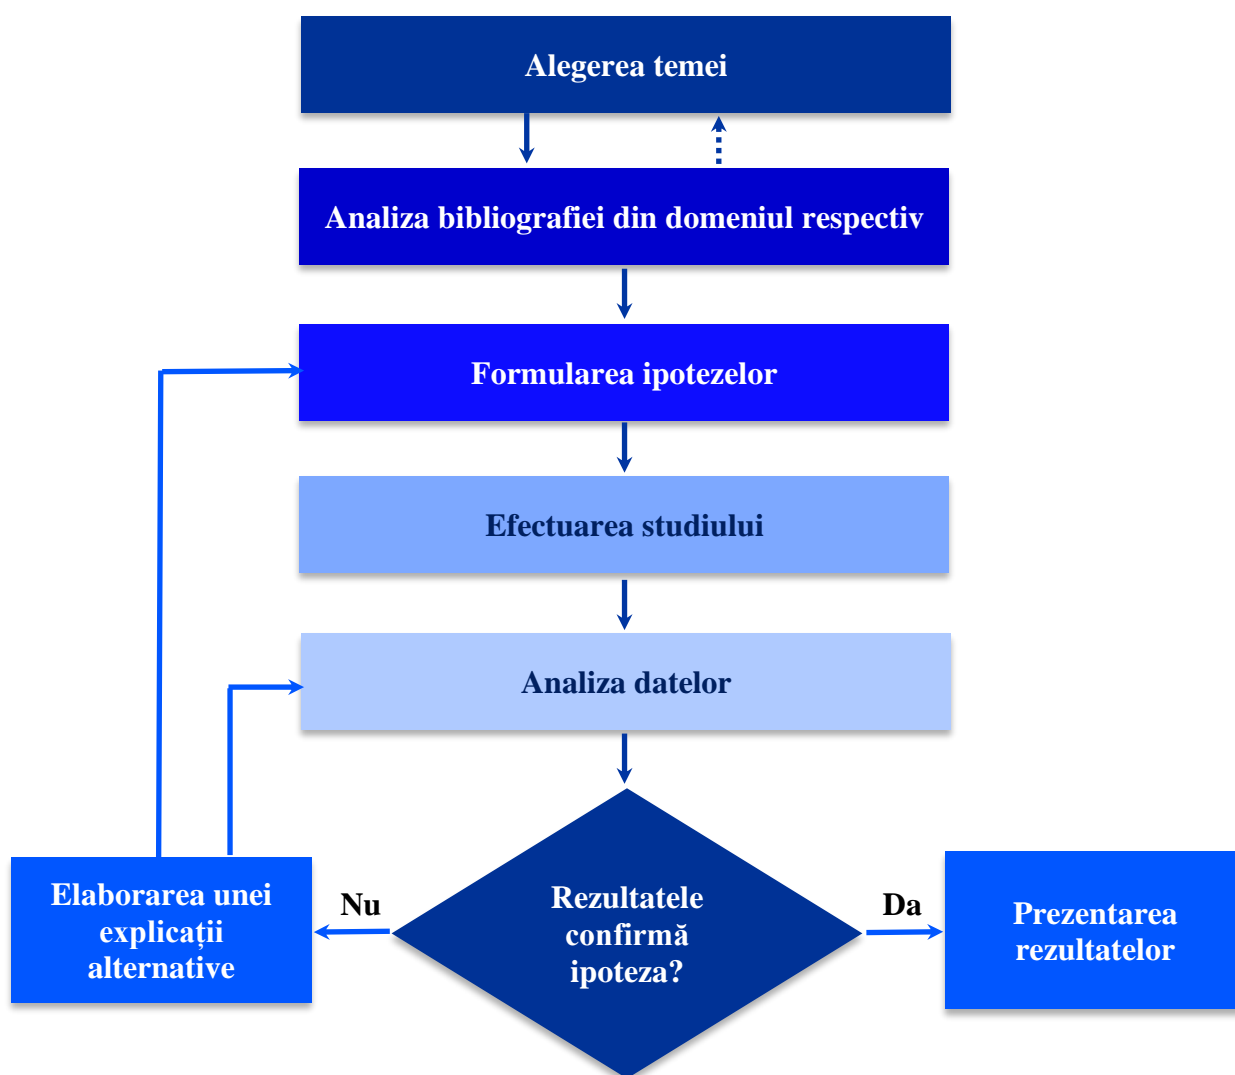 Alegerea temei
Analiza bibliografiei din domeniul respectiv
Formularea ipotezelor
Efectuarea studiului
Analiza datelor
Elaborarea unei
explicații
alternative
Nu
Rezultatele
confirmă
ipoteza?
Da
Prezentarea
rezultatelor